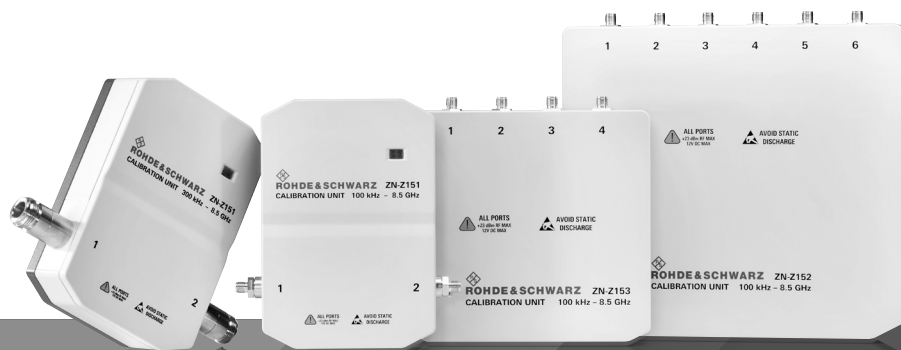 ROHDE & SCHWARZ ZN-Z151
CALIBRATION UNIT 300 kHz – 8.5 GHz
1
2
ALL PORTS
AVOID STATIC
DISCHARGE
ROHDE & SCHWARZ ZN-Z151
CALIBRATION UNIT 100 kHz – 8.5 GHz
1
2
ALL PORTS
AVOID STATIC
DISCHARGE
1 2 3 4
ALL PORTS
+23 dBm RF MAX
12V DC MAX
AVOID STATIC
DISCHARGE
ROHDE & SCHWARZ ZN-Z153
CALIBRATION UNIT 100 kHz – 8.5 GHz
1 2 3 4 5 6
ALL PORTS
+23 dBm RF MAX
12V DC MAX
AVOID STATIC
DISCHARGE
ROHDE & SCHWARZ ZN-Z152
CALIBRATION UNIT 100 kHz – 8.5 GHz